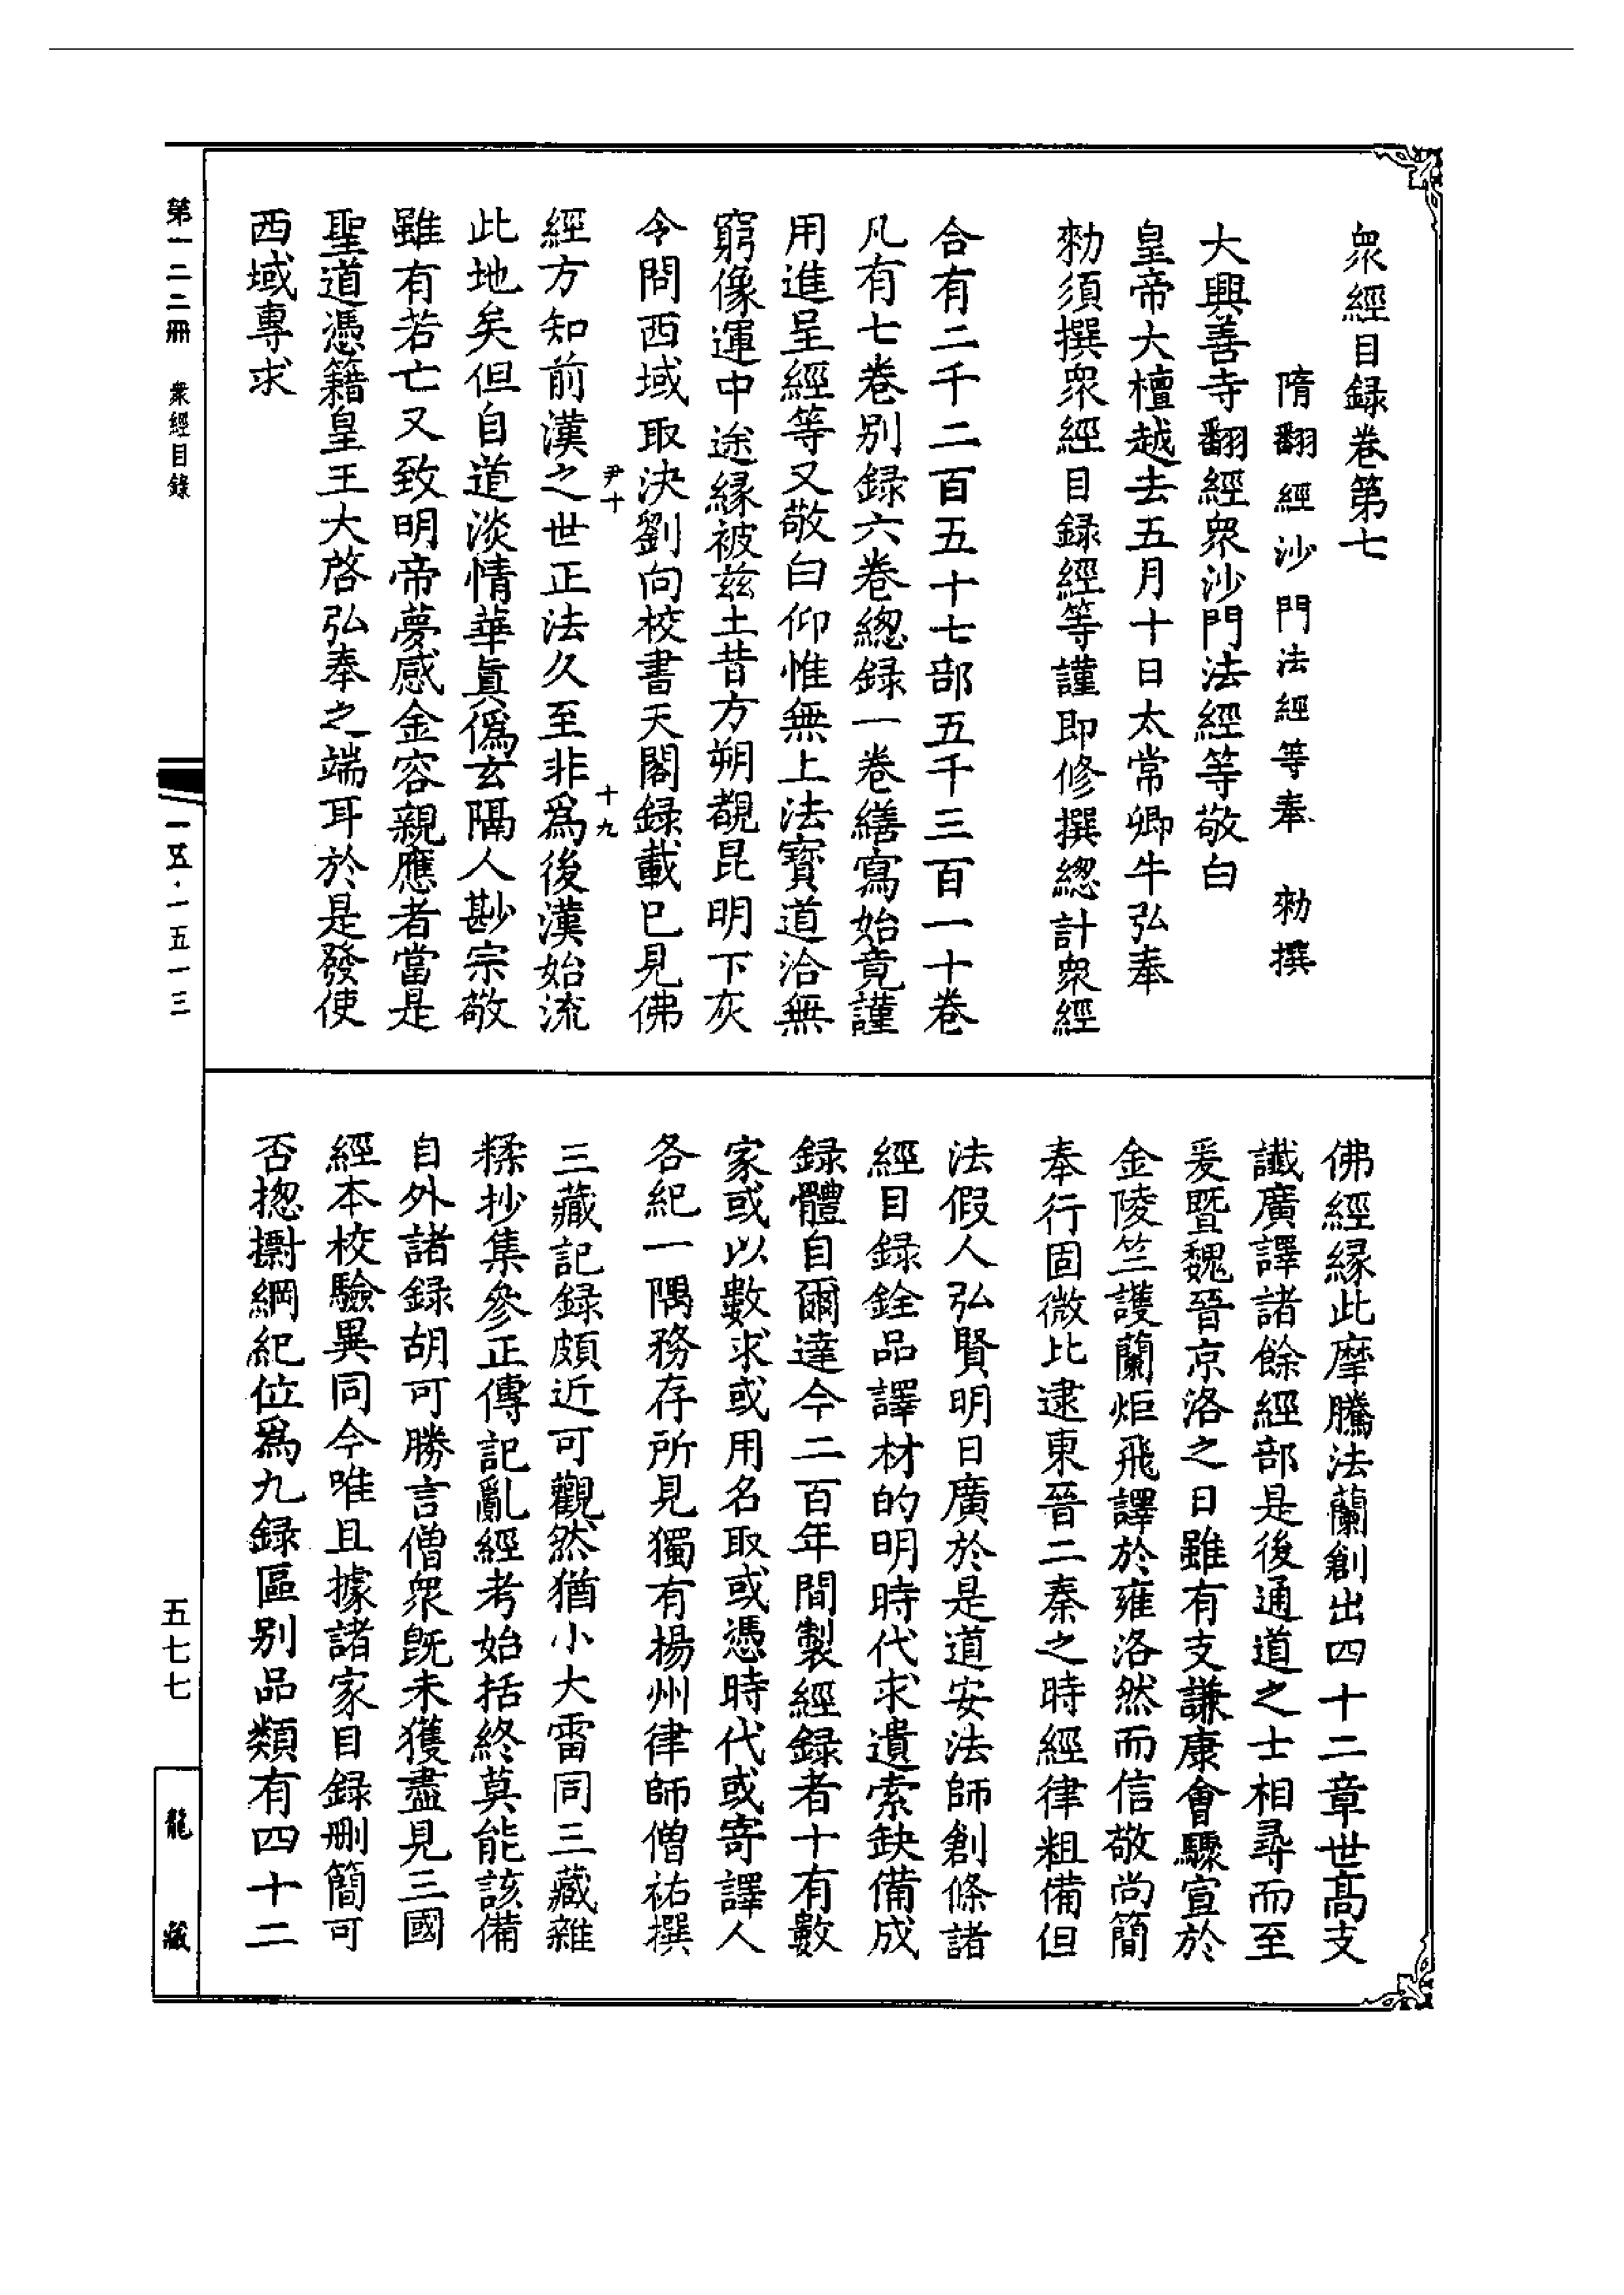 衆經目録卷第七
隋翻經沙門法經等奉　勑撰
大興善寺翻經衆沙門法經等敬白
皇帝大檀越去五月十日太常卿牛弘奉
勑須撰衆經目録經等謹即修撰緫計衆經
合有二千二百五十七部五千三百一十卷
凡有七卷別録六卷緫録一卷繕寫始竟謹
用進呈經等又敬白仰惟無上法寳道洽無
窮像運中途縁被兹土昔方朔覩昆明下灰
令問西域取決劉向校書天閣録載已見佛
尹十
十九
經方知前漢之世正法久至非爲後漢始流
此地矣但自道淡情華眞僞玄隔人尠宗敬
雖有若亡又致明帝夢感金容親應者當是
聖道憑籍皇王大啓弘奉之端耳於是發使
西域專求
佛經縁此摩騰法蘭創出四十二章世髙支
讖廣譯諸餘經部是後通道之士相尋而至
爰暨魏晉京洛之日雖有支謙康會驟宣於
金陵竺護蘭炬飛譯於雍洛然而信敬尚簡
奉行固微比逮東晉二秦之時經律粗備但
法假人弘賢明日廣於是道安法師創條諸
經目録銓品譯材的明時代求遺索缺備成
録體自爾達今二百年間製經録者十有數
家或以數求或用名取或憑時代或寄譯人
各紀一隅務存所見獨有揚州律師僧祐撰
三藏記録頗近可觀然猶小大雷同三藏雜
糅抄集參正傳記亂經考始括終莫能該備
自外諸録胡可勝言僧衆旣未獲盡見三國
經本校驗異同今唯且據諸家目録刪簡可
否揔摽綱紀位爲九録區别品類有四十二
第一二二冊　衆經目錄
一五·一五一三
五七七
龍藏